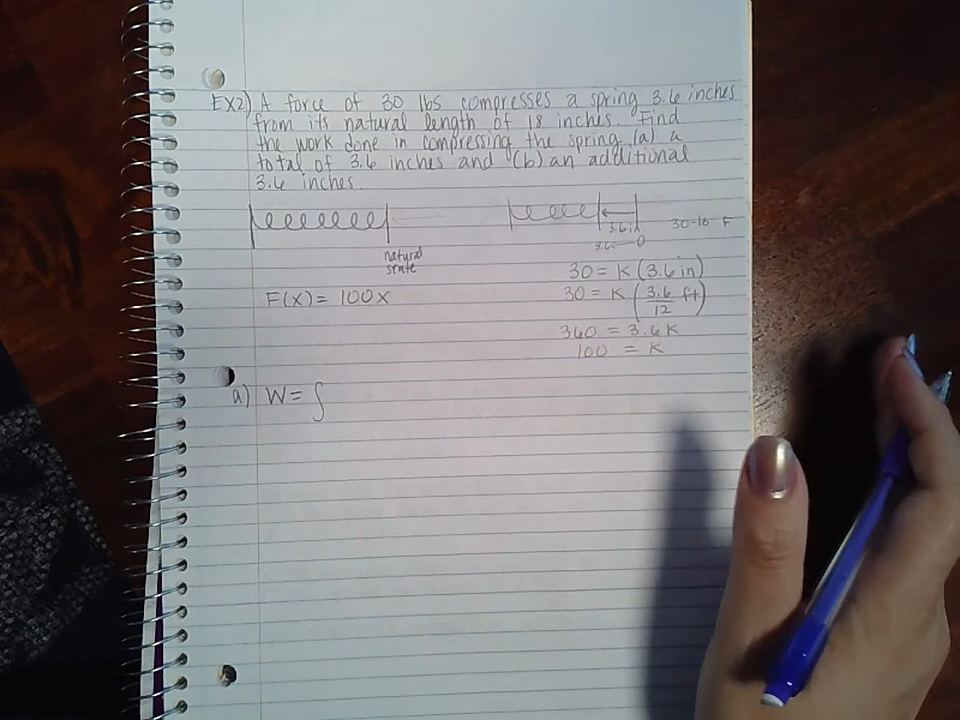 EX2) A force of 30 lbs compresses a spring 3.6 inches
from its natural length of 18 inches. Find
the work done in compressing the spring (a) a
total of 3.6 inches and (b) an additional
3.6 inches.
3.6 in
30-10 F
3.6 0
natural
state
30 = K (3.6 in)
F(x) = 100x
30 = K (3.6/12 ft)
360 = 3.6 K
100 = K
a) W = ∫